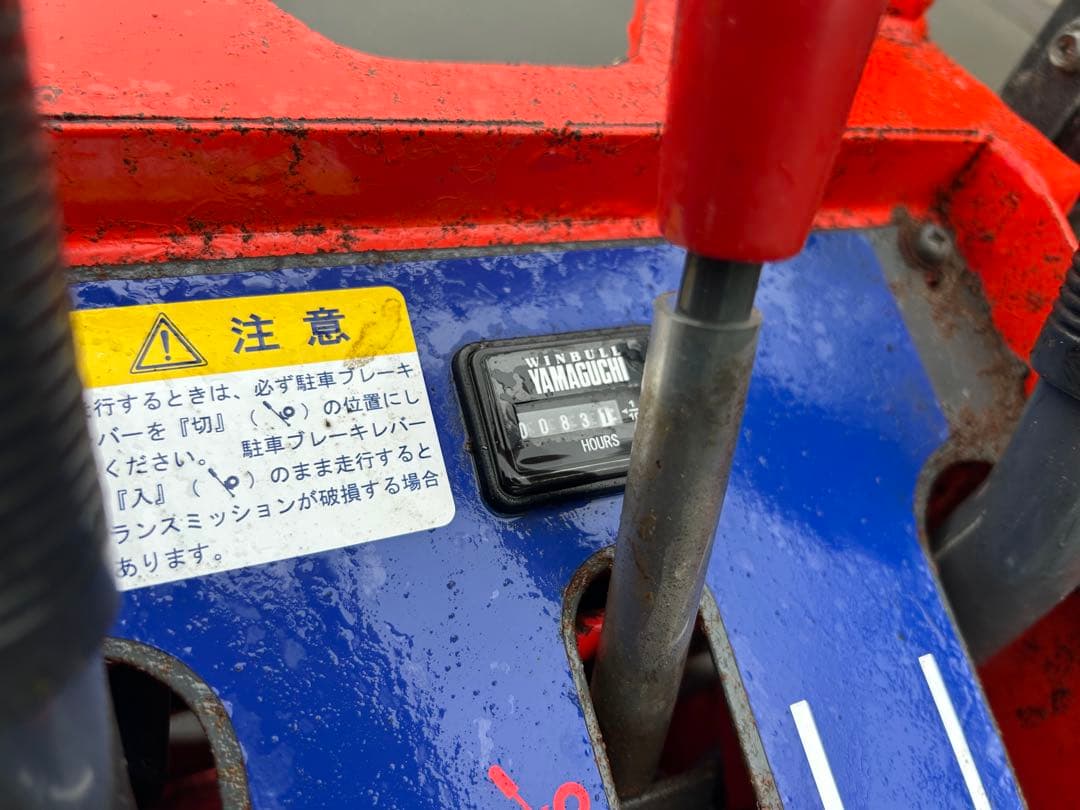 注意
行するときは、必ず駐車ブレーキ
バーを『切』( )の位置にし
ください。 駐車ブレーキレバー
『入』( )のまま走行すると
ランスミッションが破損する場合
あります。
WINBULL
YAMAGUCHI
0083
HOURS